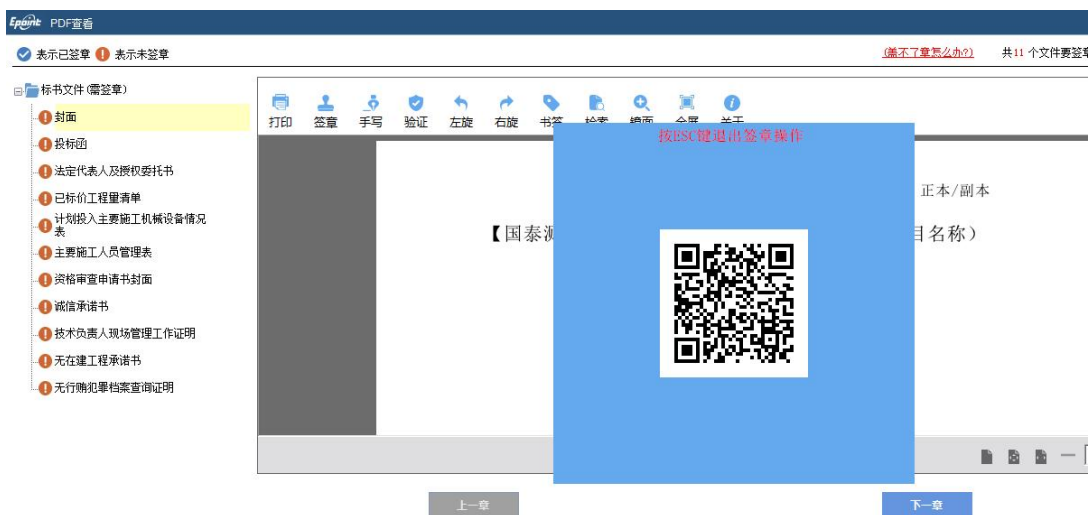 Epoint PDF查看
表示已签章 表示未签章
(盖不了章怎么办?) 共11 个文件要签章
标书文件(需签章)
封面
投标函
法定代表人及授权委托书
已标价工程量清单
计划投入主要施工机械设备情况
表
主要施工人员管理表
资格审查申请书封面
诚信承诺书
技术负责人现场管理工作证明
无在建工程承诺书
无行贿犯罪档案查询证明
打印 签章 手写 验证 左旋 右旋 书签
按ESC键退出签章操作
正本/副本
【国泰测
目名称）
上一章 下一章